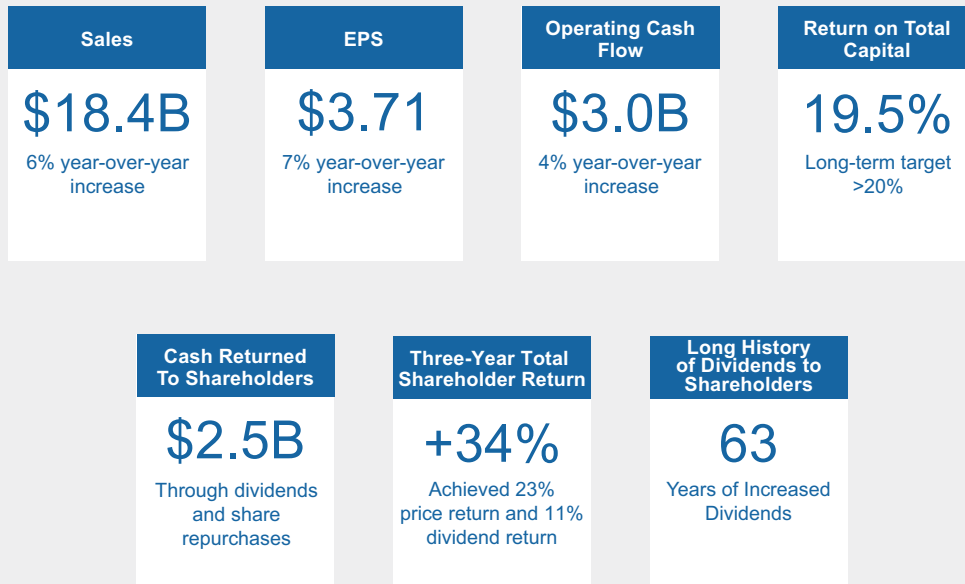 Sales
$18.4B
6% year-over-year
increase
EPS
$3.71
7% year-over-year
increase
Operating Cash
Flow
$3.0B
4% year-over-year
increase
Return on Total
Capital
19.5%
Long-term target
>20%
Cash Returned
To Shareholders
$2.5B
Through dividends
and share
repurchases
Three-Year Total
Shareholder Return
+34%
Achieved 23%
price return and 11%
dividend return
Long History
of Dividends to
Shareholders
63
Years of Increased
Dividends